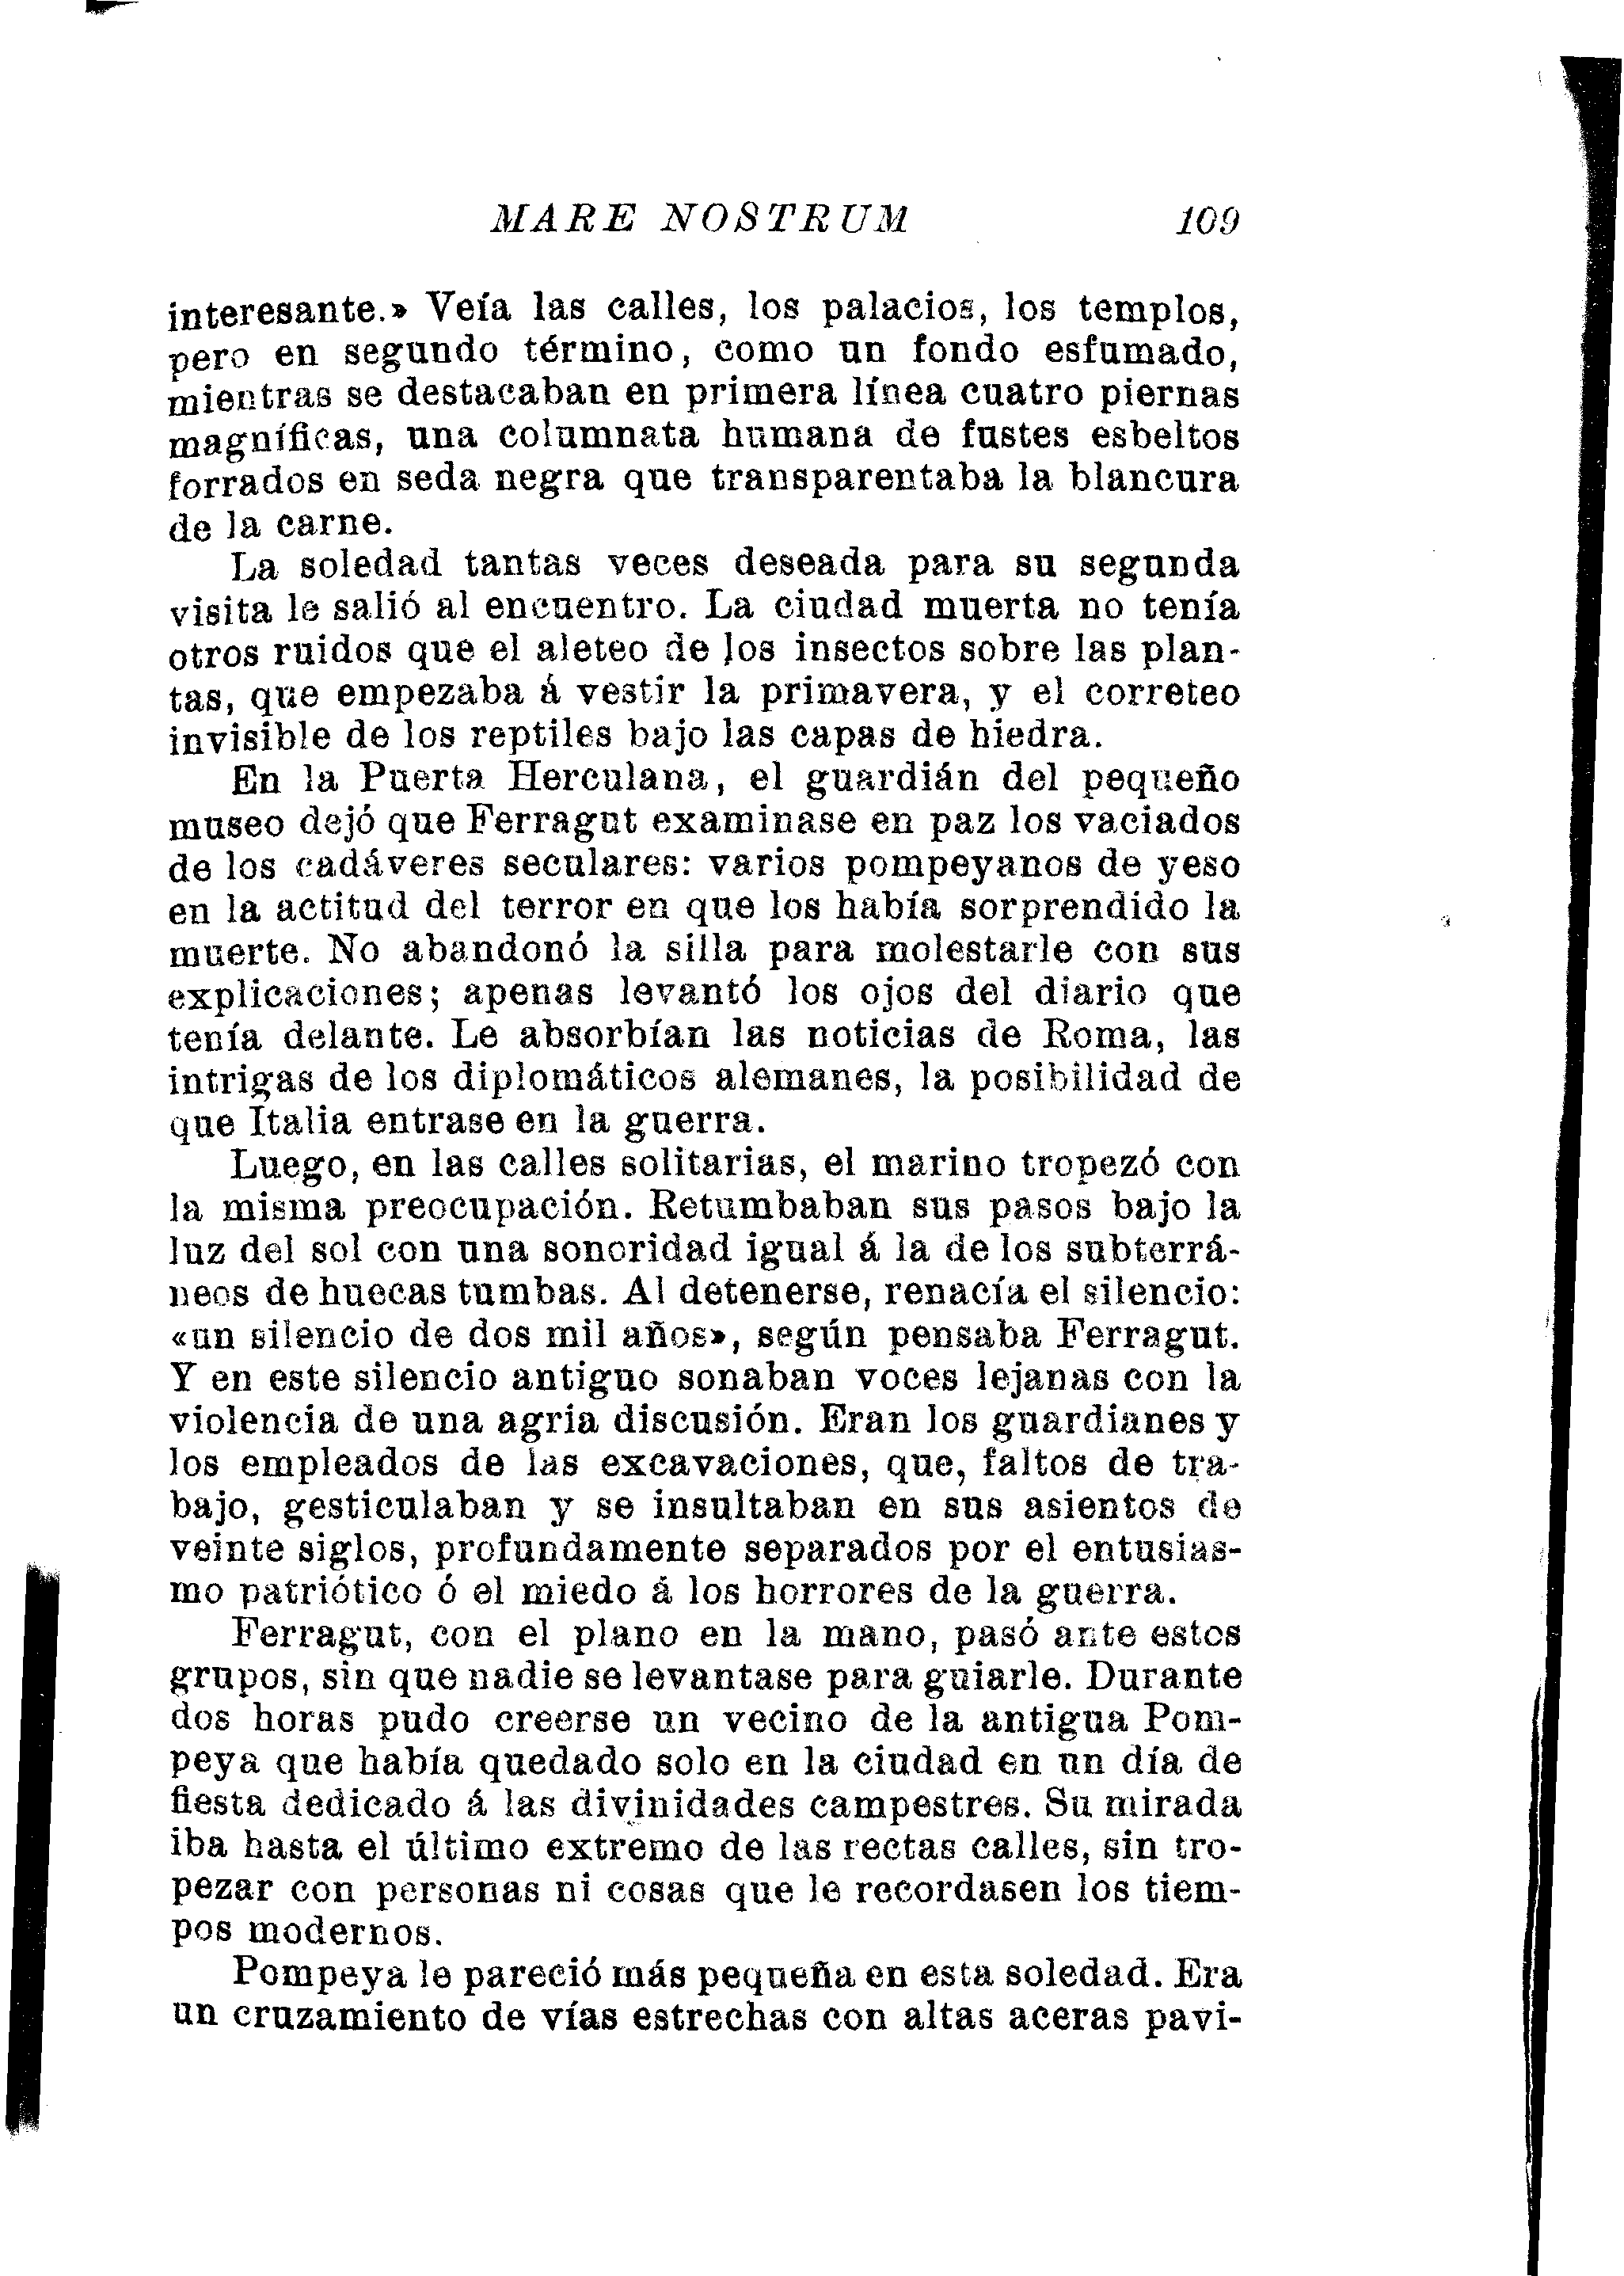 MARE NOSTRUM 109
interesante.» Veía las calles, los palacios, los templos,
pero en segundo término, como un fondo esfumado,
mientras se destacaban en primera línea cuatro piernas
magníficas, una columnata humana de fustes esbeltos
forrados en seda negra que transparentaba la blancura
de la carne.
La soledad tantas veces deseada para su segunda
visita le salió al encuentro. La ciudad muerta no tenía
otros ruidos que el aleteo de los insectos sobre las plan-
tas, que empezaba á vestir la primavera, y el correteo
invisible de los reptiles bajo las capas de hiedra.
En la Puerta Herculana, el guardián del pequeño
museo dejó que Ferragut examinase en paz los vaciados
de los cadáveres seculares: varios pompeyanos de yeso
en la actitud del terror en que los había sorprendido la
muerte. No abandonó la silla para molestarle con sus
explicaciones; apenas levantó los ojos del diario que
tenía delante. Le absorbían las noticias de Roma, las
intrigas de los diplomáticos alemanes, la posibilidad de
que Italia entrase en la guerra.
Luego, en las calles solitarias, el marino tropezó con
la misma preocupación. Retumbaban sus pasos bajo la
luz del sol con una sonoridad igual á la de los subterrá-
neos de huecas tumbas. Al detenerse, renacía el silencio:
«un silencio de dos mil años», según pensaba Ferragut.
Y en este silencio antiguo sonaban voces lejanas con la
violencia de una agria discusión. Eran los guardianes y
los empleados de las excavaciones, que, faltos de tra-
bajo, gesticulaban y se insultaban en sus asientos de
veinte siglos, profundamente separados por el entusias-
mo patriótico ó el miedo á los horrores de la guerra.
Ferragut, con el plano en la mano, pasó ante estos
grupos, sin que nadie se levantase para guiarle. Durante
dos horas pudo creerse un vecino de la antigua Pom-
peya que había quedado solo en la ciudad en un día de
fiesta dedicado á las divinidades campestres. Su mirada
iba hasta el último extremo de las rectas calles, sin tro-
pezar con personas ni cosas que le recordasen los tiem-
pos modernos.
Pompeya le pareció más pequeña en esta soledad. Era
un cruzamiento de vías estrechas con altas aceras pavi-